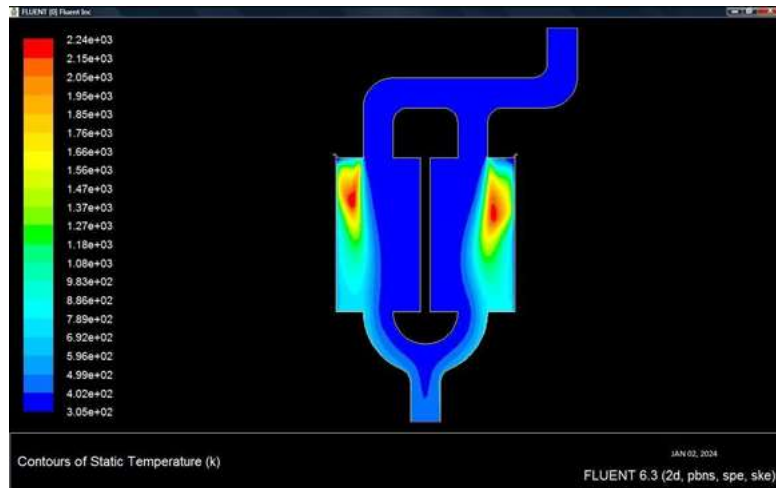 FLUENT [0] Fluent Inc
2.24e+03
2.15e+03
2.05e+03
1.95e+03
1.85e+03
1.76e+03
1.66e+03
1.56e+03
1.47e+03
1.37e+03
1.27e+03
1.18e+03
1.08e+03
9.83e+02
8.86e+02
7.89e+02
6.92e+02
5.96e+02
4.99e+02
4.02e+02
3.05e+02
Contours of Static Temperature (k)
JAN 02, 2024
FLUENT 6.3 (2d, pbns, spe, ske)